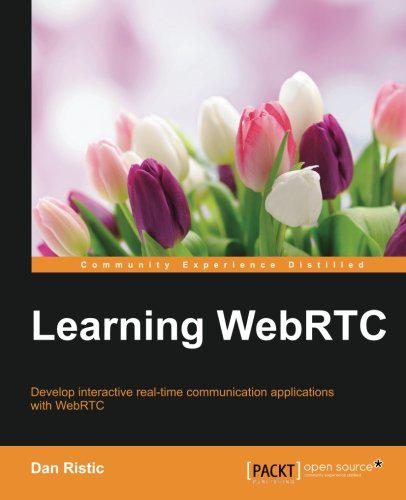 Community Experience Distilled
Learning WebRTC
Develop interactive real-time communication applications
with WebRTC
Dan Ristic
[PACKT]
PUBLISHING
open source*
community experience distilled